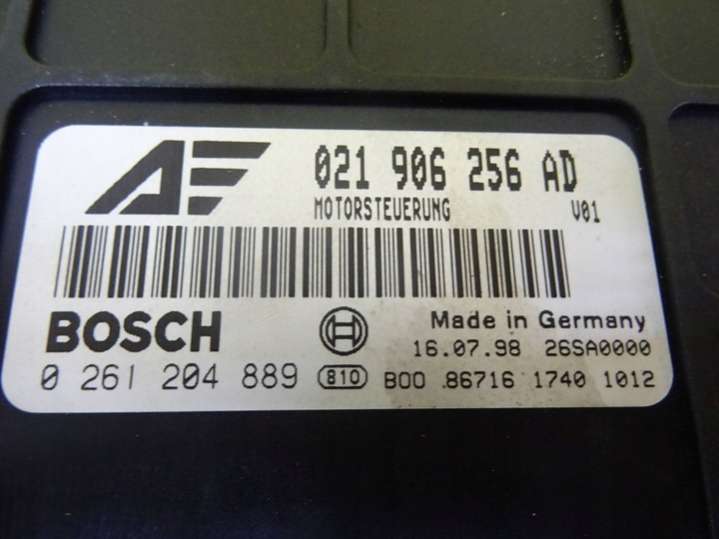 AF 021 906 256 AD
MOTORSTEUERUNG V01
BOSCH Made in Germany
16.07.98 26SA0000
0 261 204 889 810 B00 86716 1740 1012